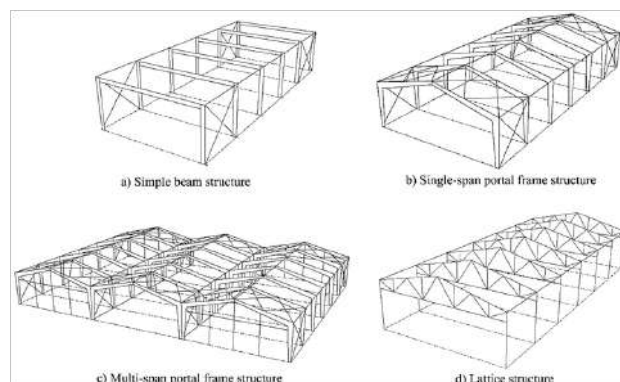 a) Simple beam structure
b) Single-span portal frame structure
c) Multi-span portal frame structure
d) Lattice structure